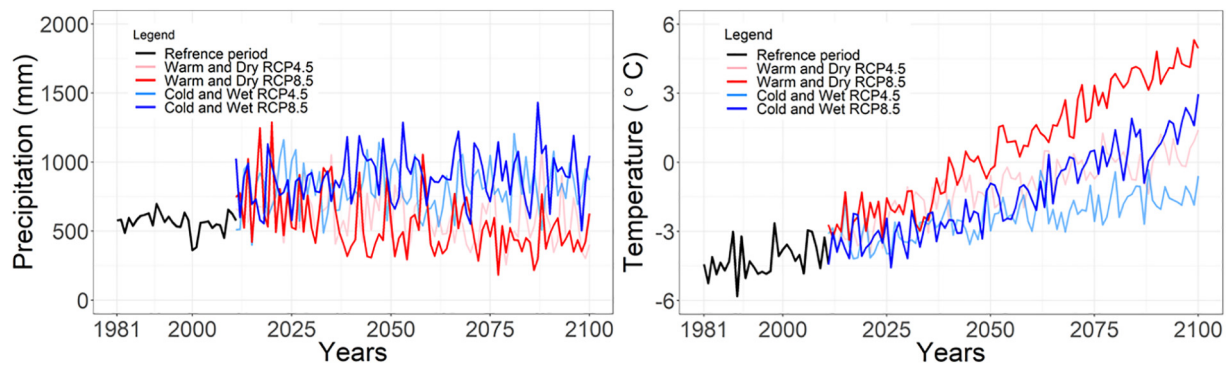 Precipitation (mm)
2000
1500
1000
500
0
Legend
Refrence period
Warm and Dry RCP4.5
Warm and Dry RCP8.5
Cold and Wet RCP4.5
Cold and Wet RCP8.5
1981 2000 2025 2050 2075 2100
Years
Temperature ( ° C)
6
3
0
-3
-6
Legend
Refrence period
Warm and Dry RCP4.5
Warm and Dry RCP8.5
Cold and Wet RCP4.5
Cold and Wet RCP8.5
1981 2000 2025 2050 2075 2100
Years